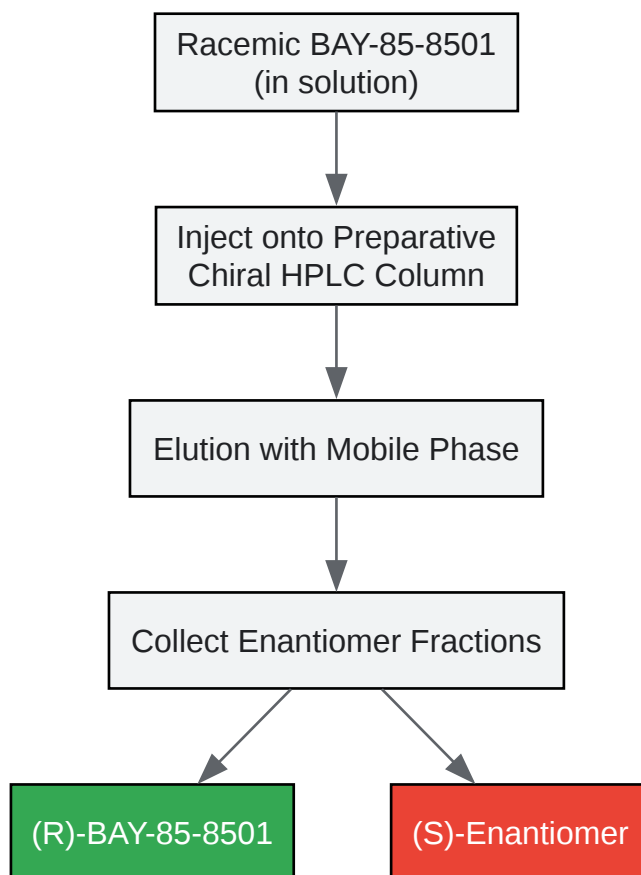 Racemic BAY-85-8501
(in solution)
Inject onto Preparative
Chiral HPLC Column
Elution with Mobile Phase
Collect Enantiomer Fractions
(R)-BAY-85-8501
(S)-Enantiomer